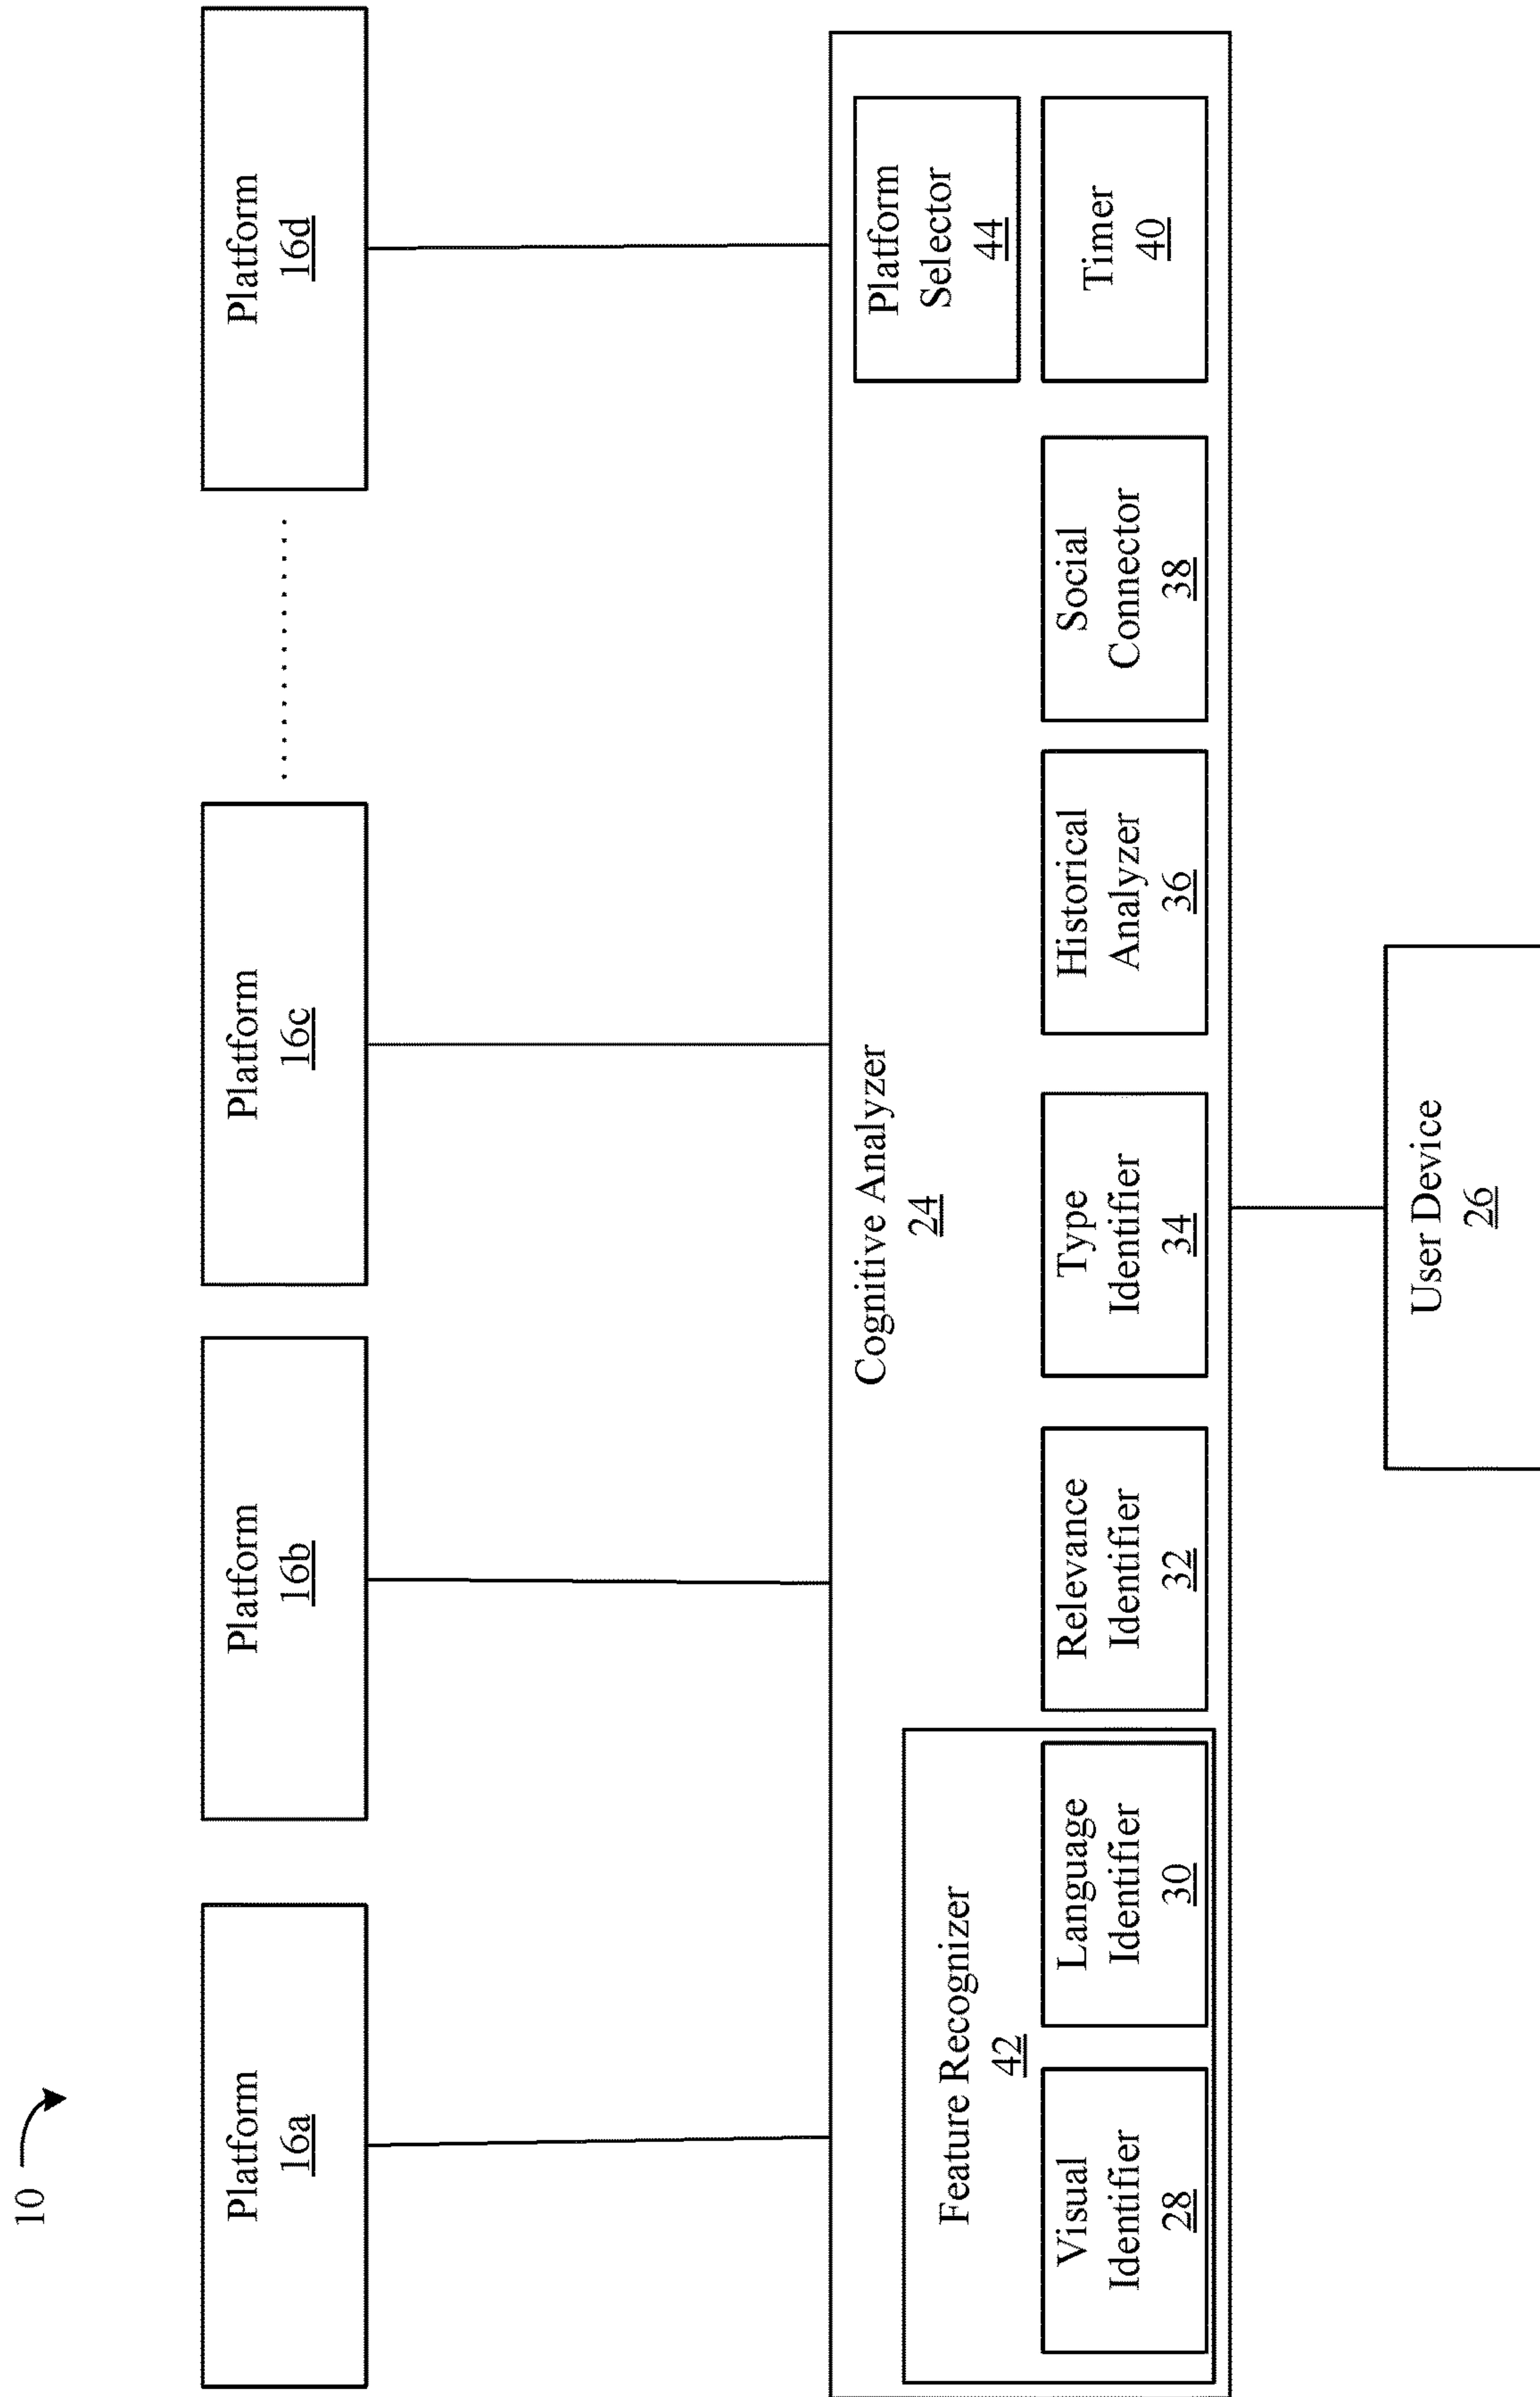 10
Platform
16a
Platform
16b
Platform
16c
. . . . . . . . . . . . . . .
Platform
16d
Cognitive Analyzer
24
Feature Recognizer
42
Visual
Identifier
28
Language
Identifier
30
Relevance
Identifier
32
Type
Identifier
34
Historical
Analyzer
36
Social
Connector
38
Platform
Selector
44
Timer
40
User Device
26